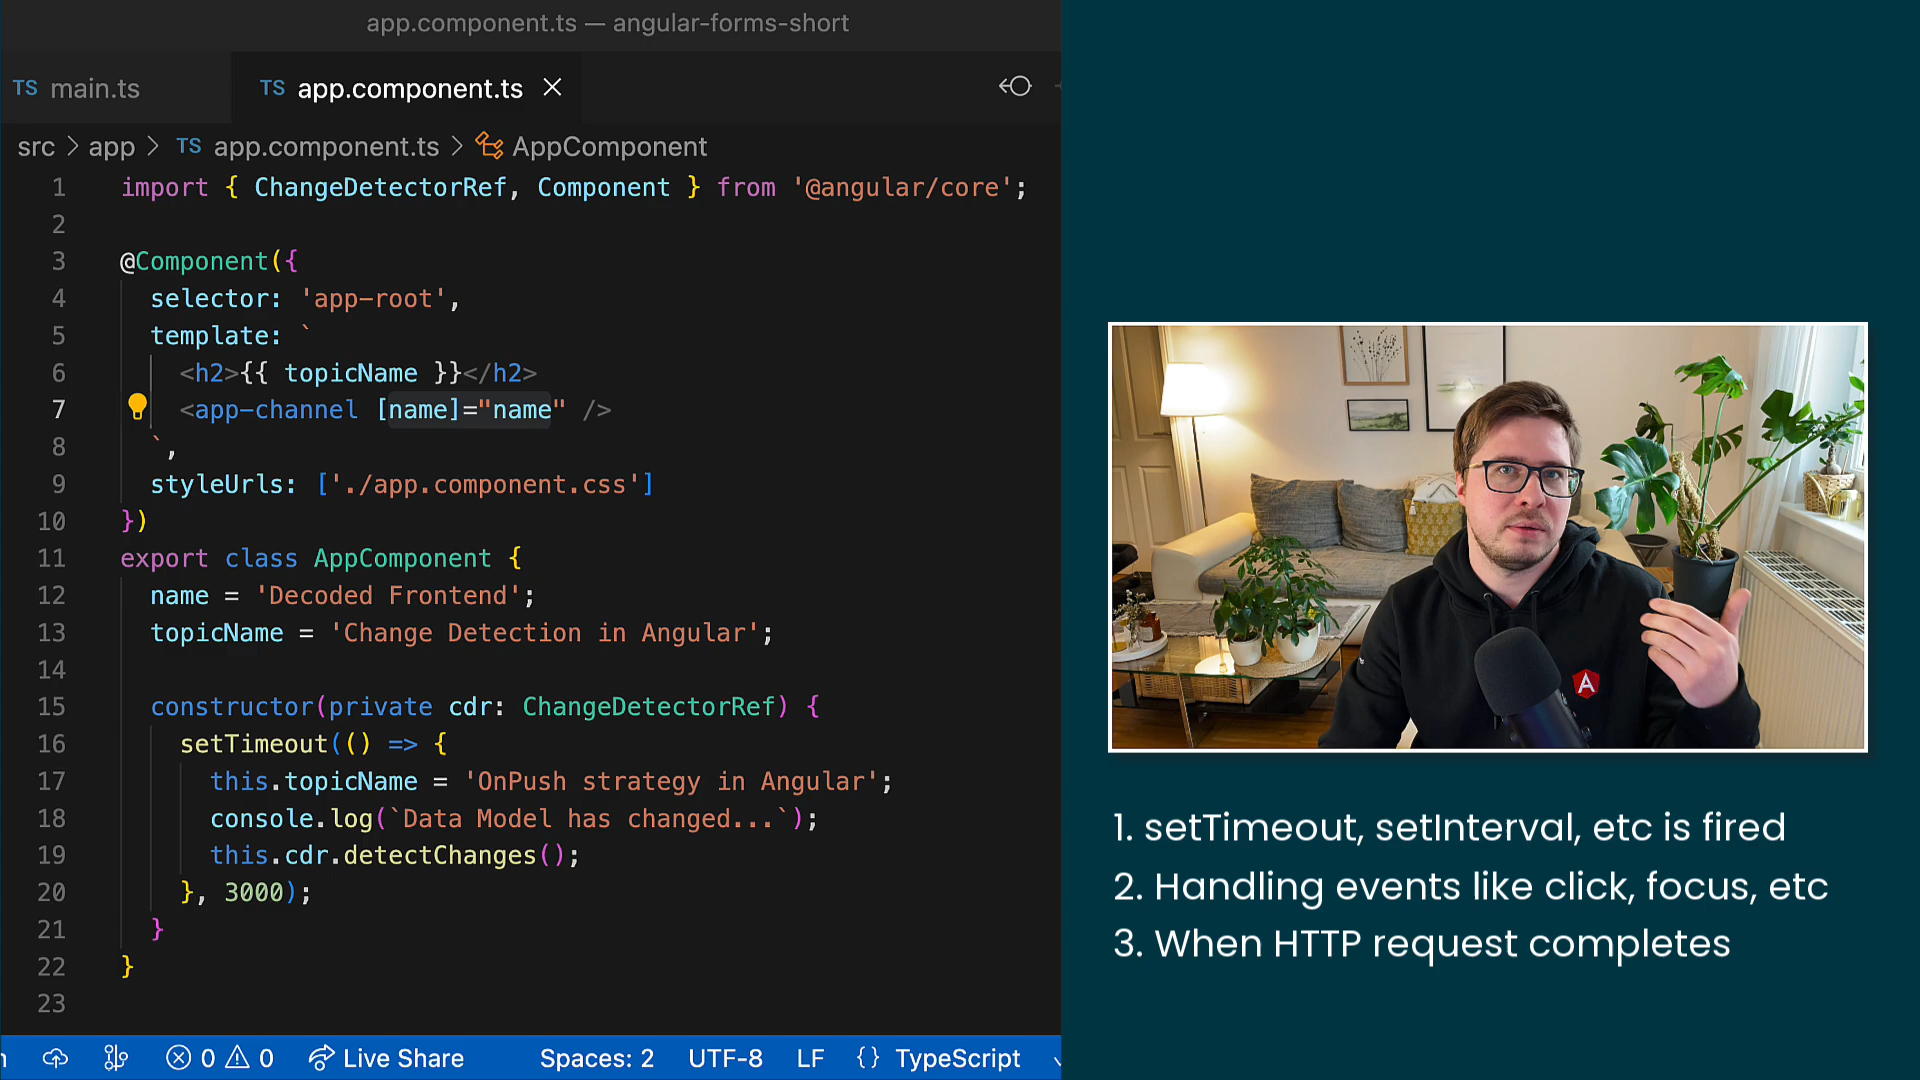 app.component.ts — angular-forms-short
TS main.ts
TS app.component.ts
src > app > TS app.component.ts > AppComponent
1 import { ChangeDetectorRef, Component } from '@angular/core';
2
3 @Component({
4 selector: 'app-root',
5 template: `
6 <h2>{{ topicName }}</h2>
7 <app-channel [name]="name" />
8 `,
9 styleUrls: ['./app.component.css']
10 })
11 export class AppComponent {
12 name = 'Decoded Frontend';
13 topicName = 'Change Detection in Angular';
14
15 constructor(private cdr: ChangeDetectorRef) {
16 setTimeout(() => {
17 this.topicName = 'OnPush strategy in Angular';
18 console.log(`Data Model has changed...`);
19 this.cdr.detectChanges();
20 }, 3000);
21 }
22 }
23
0 0 Live Share Spaces: 2 UTF-8 LF {} TypeScript
A
1. setTimeout, setInterval, etc is fired
2. Handling events like click, focus, etc
3. When HTTP request completes